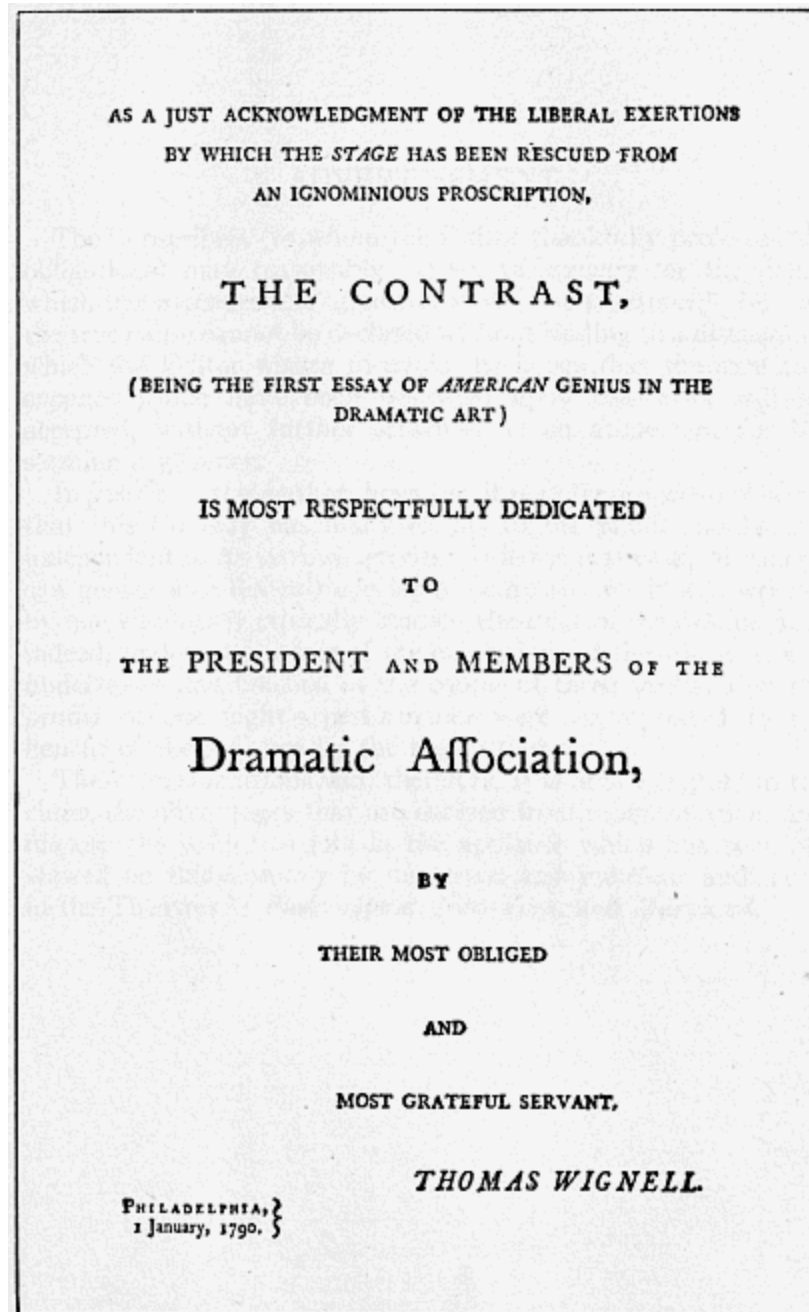 AS A JUST ACKNOWLEDGMENT OF THE LIBERAL EXERTIONS
BY WHICH THE STAGE HAS BEEN RESCUED FROM
AN IGNOMINIOUS PROSCRIPTION,
THE CONTRAST,
(BEING THE FIRST ESSAY OF AMERICAN GENIUS IN THE
DRAMATIC ART)
IS MOST RESPECTFULLY DEDICATED
TO
THE PRESIDENT AND MEMBERS OF THE
Dramatic Aſſociation,
BY
THEIR MOST OBLIGED
AND
MOST GRATEFUL SERVANT,
THOMAS WIGNELL.
PHILADELPHIA,
1 January, 1790.